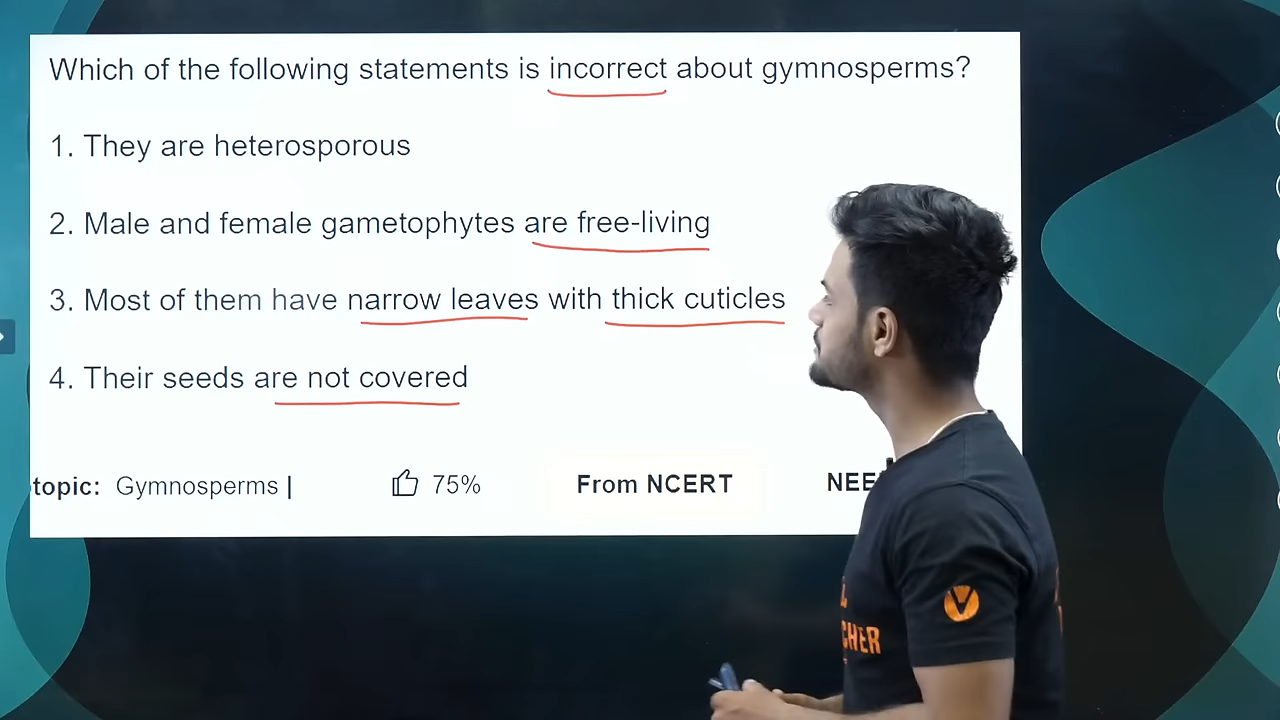 Which of the following statements is incorrect about gymnosperms?
1. They are heterosporous
2. Male and female gametophytes are free-living
3. Most of them have narrow leaves with thick cuticles
4. Their seeds are not covered
topic: Gymnosperms | 75% From NCERT
V